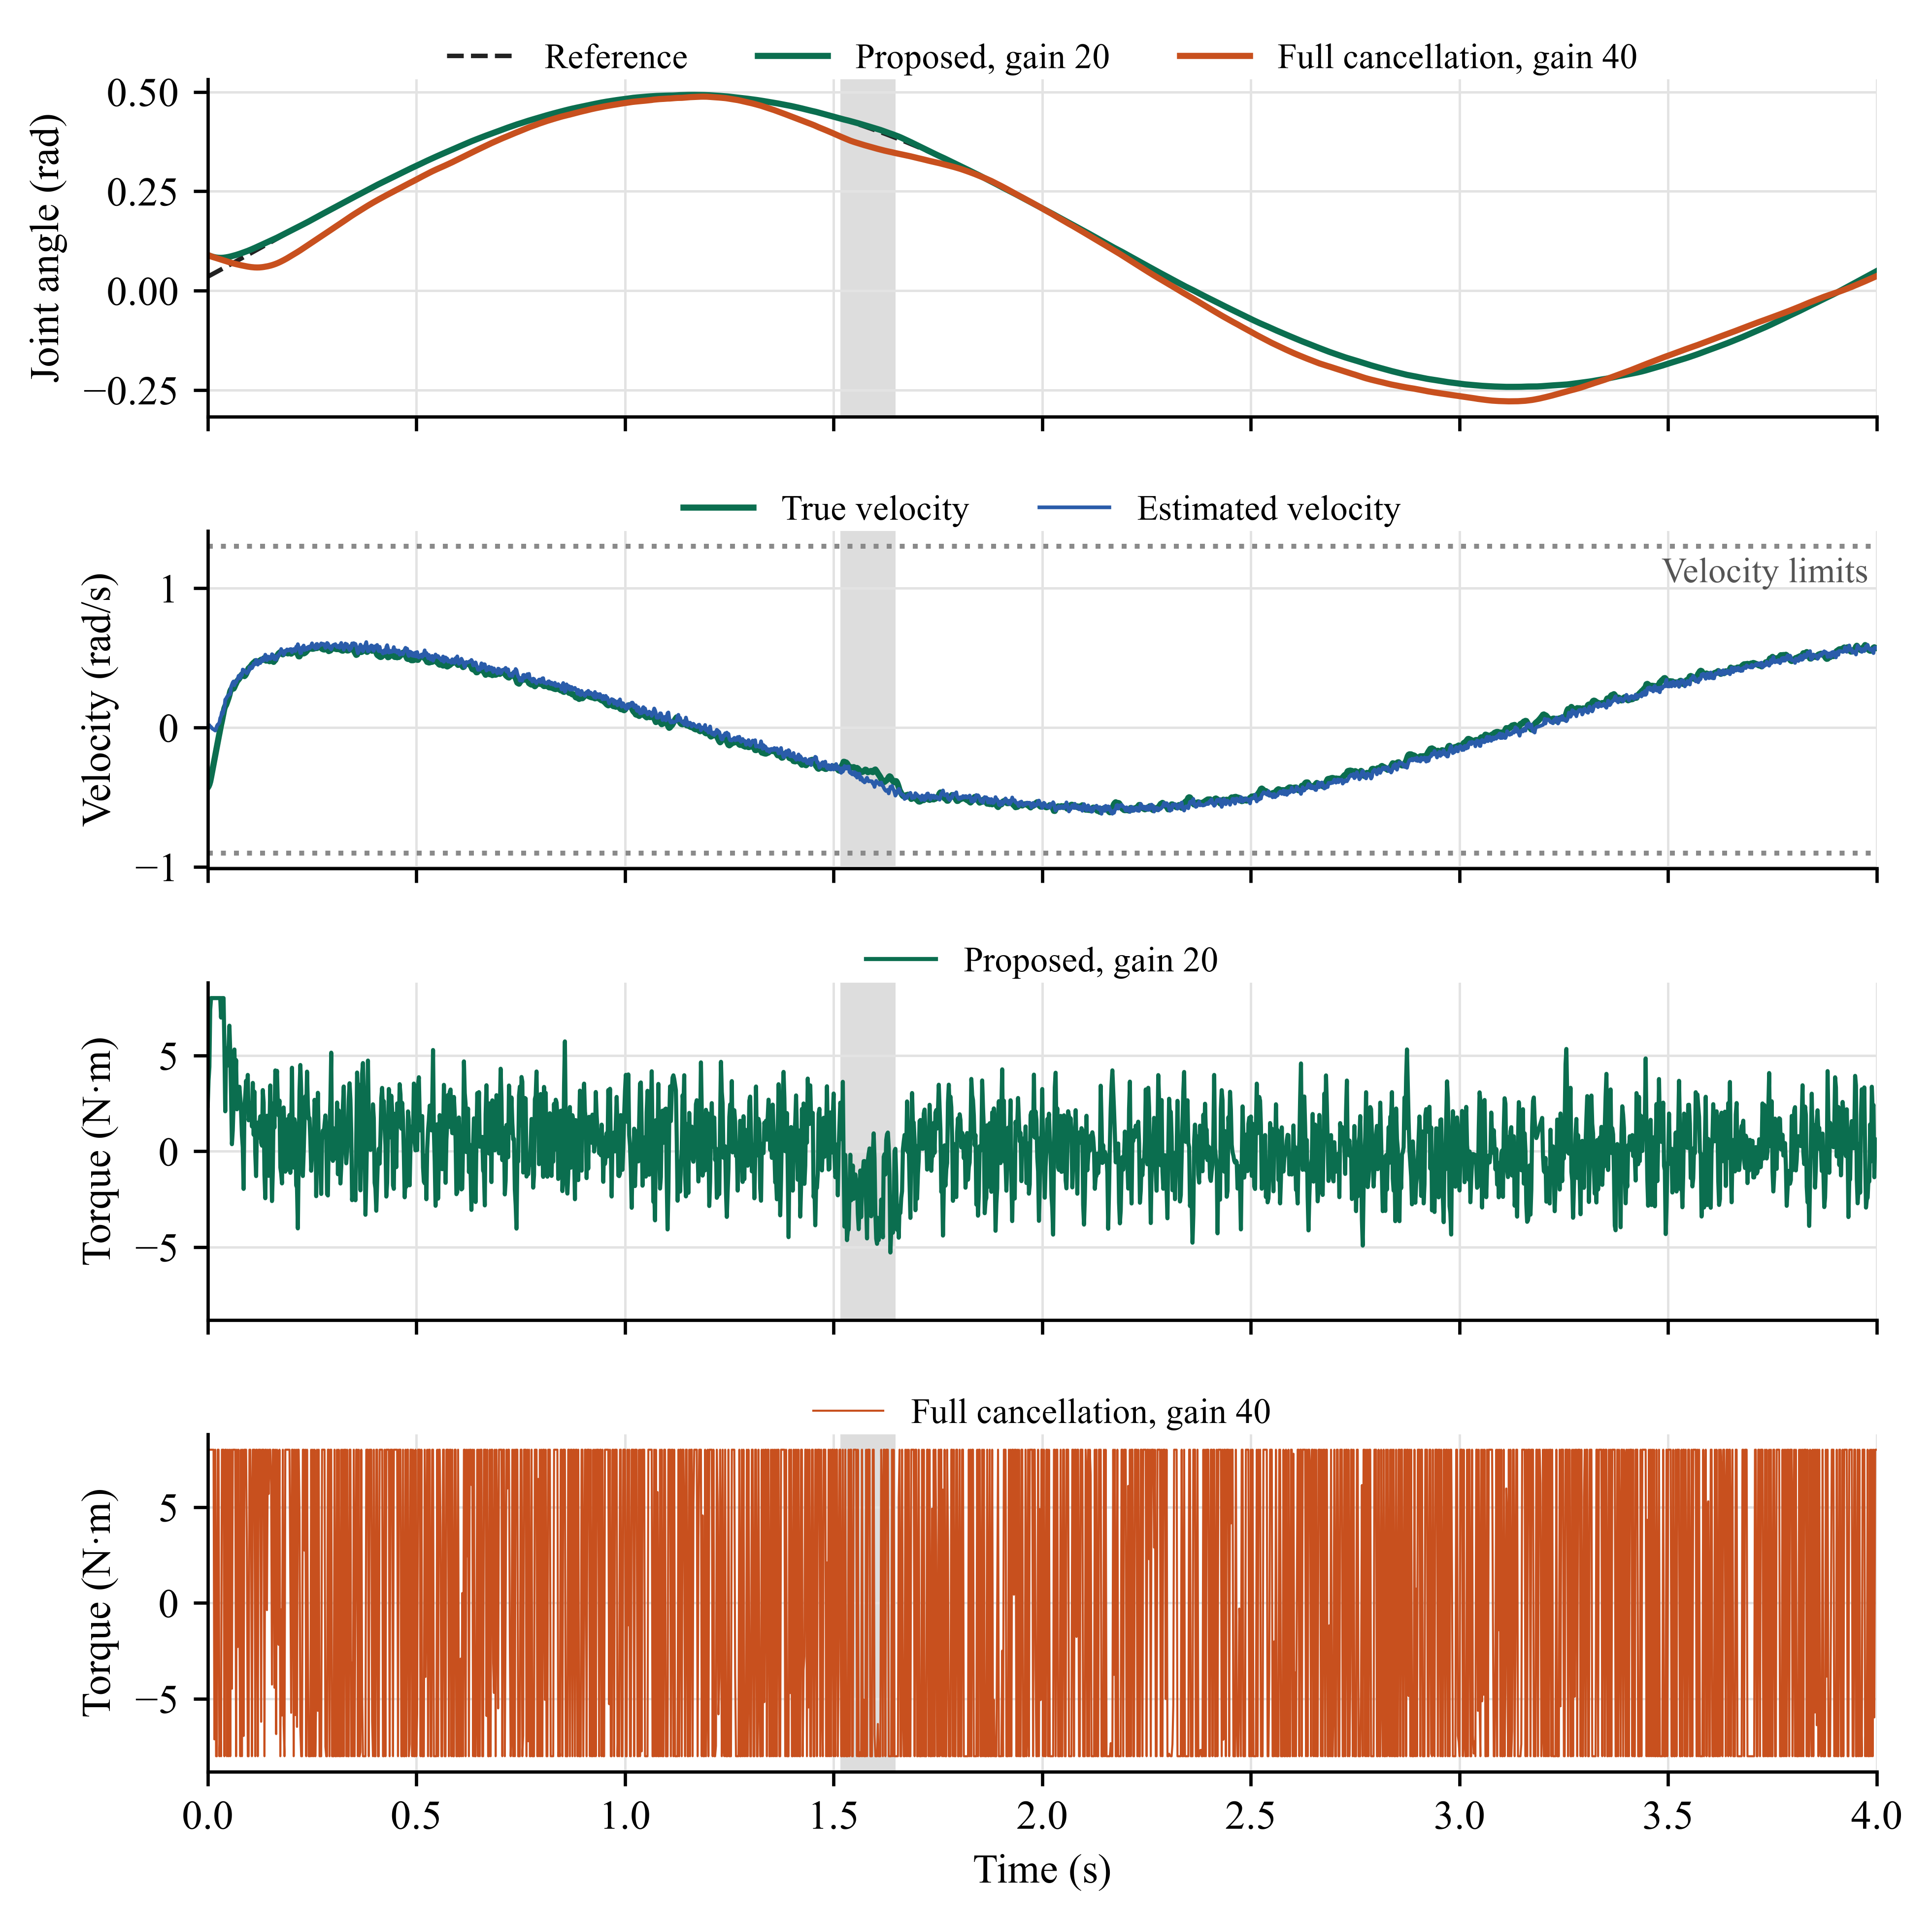 Reference Proposed, gain 20 Full cancellation, gain 40
0.50
0.25
0.00
−0.25
Joint angle (rad)
True velocity Estimated velocity
Velocity limits
1
0
−1
Velocity (rad/s)
Proposed, gain 20
5
0
−5
Torque (N·m)
Full cancellation, gain 40
5
0
−5
Torque (N·m)
0.0 0.5 1.0 1.5 2.0 2.5 3.0 3.5 4.0
Time (s)